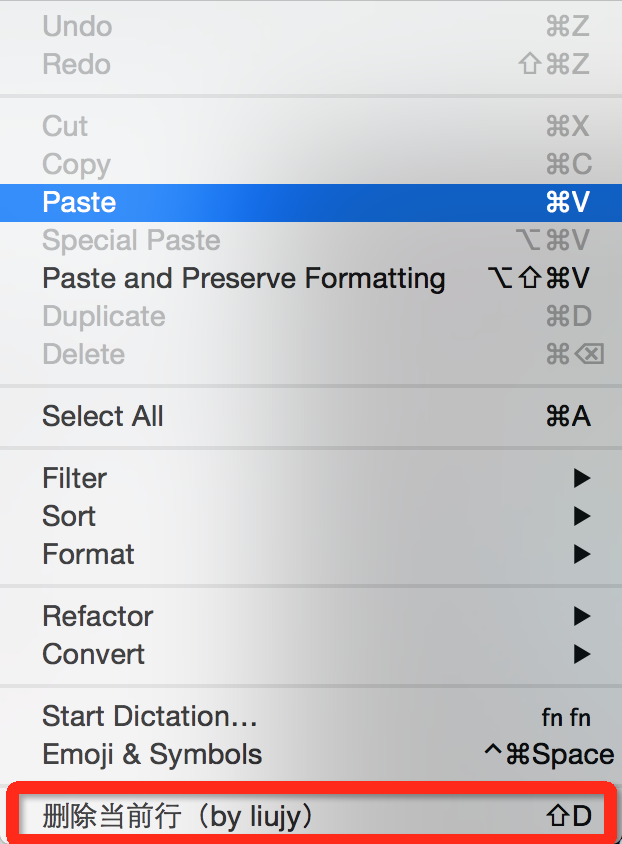 Undo ⌘Z
Redo ⇧⌘Z
Cut ⌘X
Copy ⌘C
Paste ⌘V
Special Paste ⌥⌘V
Paste and Preserve Formatting ⌥⇧⌘V
Duplicate ⌘D
Delete ⌘⌫
Select All ⌘A
Filter ▶
Sort ▶
Format ▶
Refactor ▶
Convert ▶
Start Dictation… fn fn
Emoji & Symbols ^⌘Space
删除当前行（by liujy） ⇧D